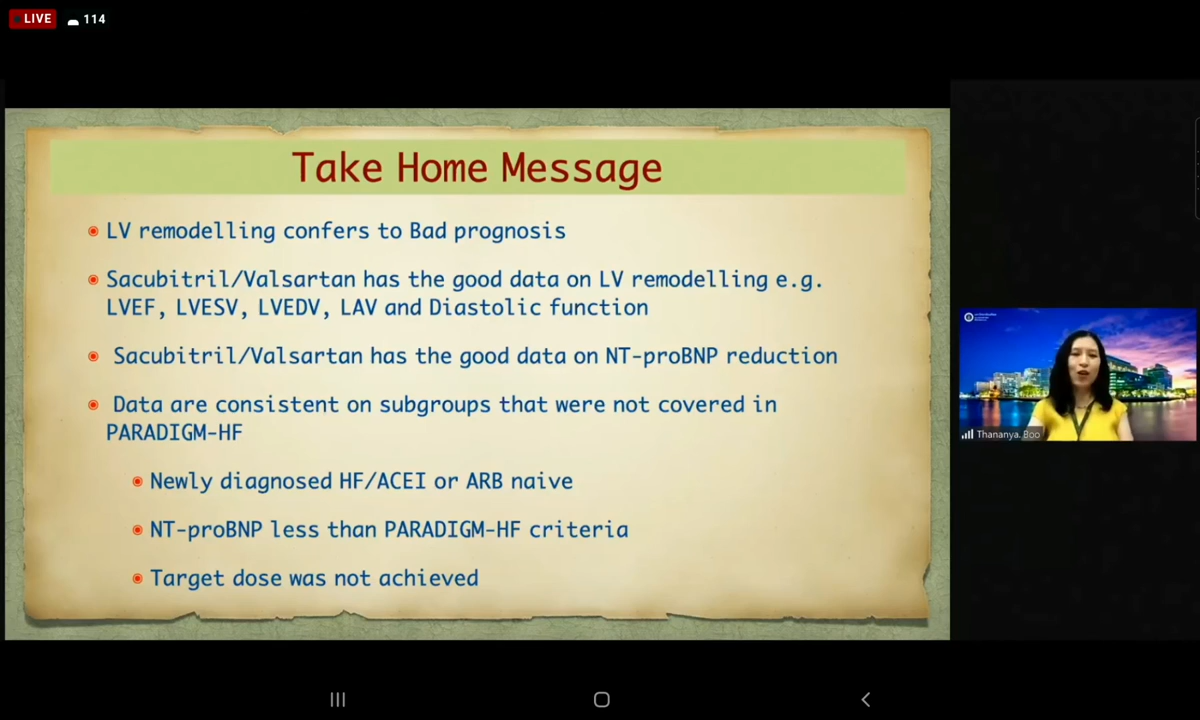 LIVE
114
Take Home Message
LV remodelling confers to Bad prognosis
Sacubitril/Valsartan has the good data on LV remodelling e.g.
LVEF, LVESV, LVEDV, LAV and Diastolic function
Sacubitril/Valsartan has the good data on NT-proBNP reduction
Data are consistent on subgroups that were not covered in
PARADIGM-HF
Newly diagnosed HF/ACEI or ARB naive
NT-proBNP less than PARADIGM-HF criteria
Target dose was not achieved
Thananya. Boo